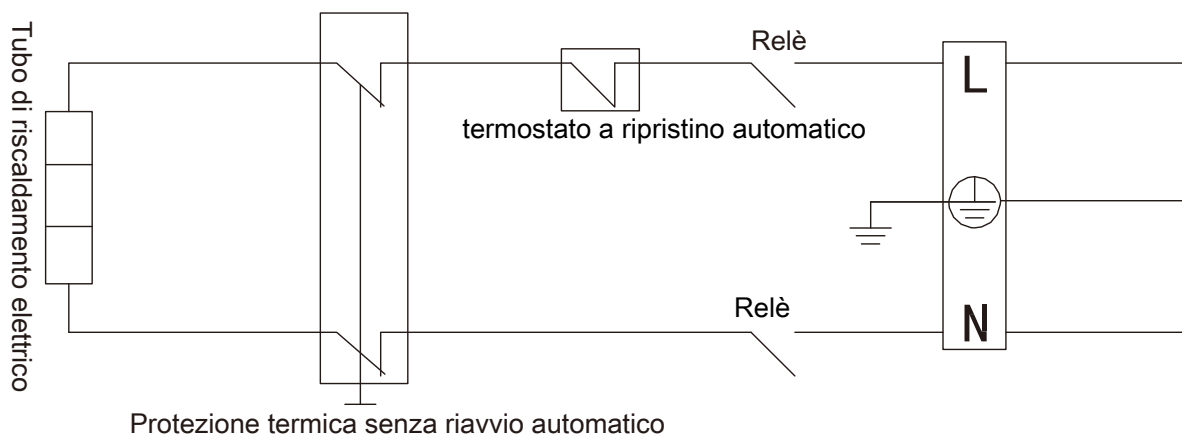 Tubo di riscaldamento elettrico
Relè
L
termostato a ripristino automatico
Relè
N
Protezione termica senza riavvio automatico